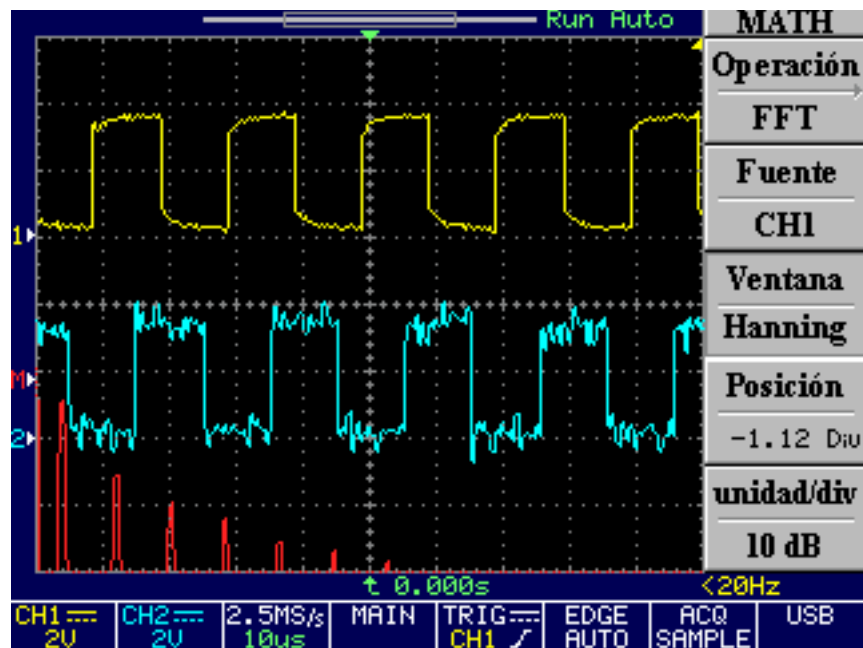 Run Auto
MATH
Operación
FFT
Fuente
CH1
Ventana
Hanning
Posición
-1.12 Div
unidad/div
10 dB
1
M
2
0.000s
<20Hz
CH1 CH2 2.5MS/s MAIN TRIG EDGE ACQ USB
2V 2V 10us CH1 AUTO SAMPLE